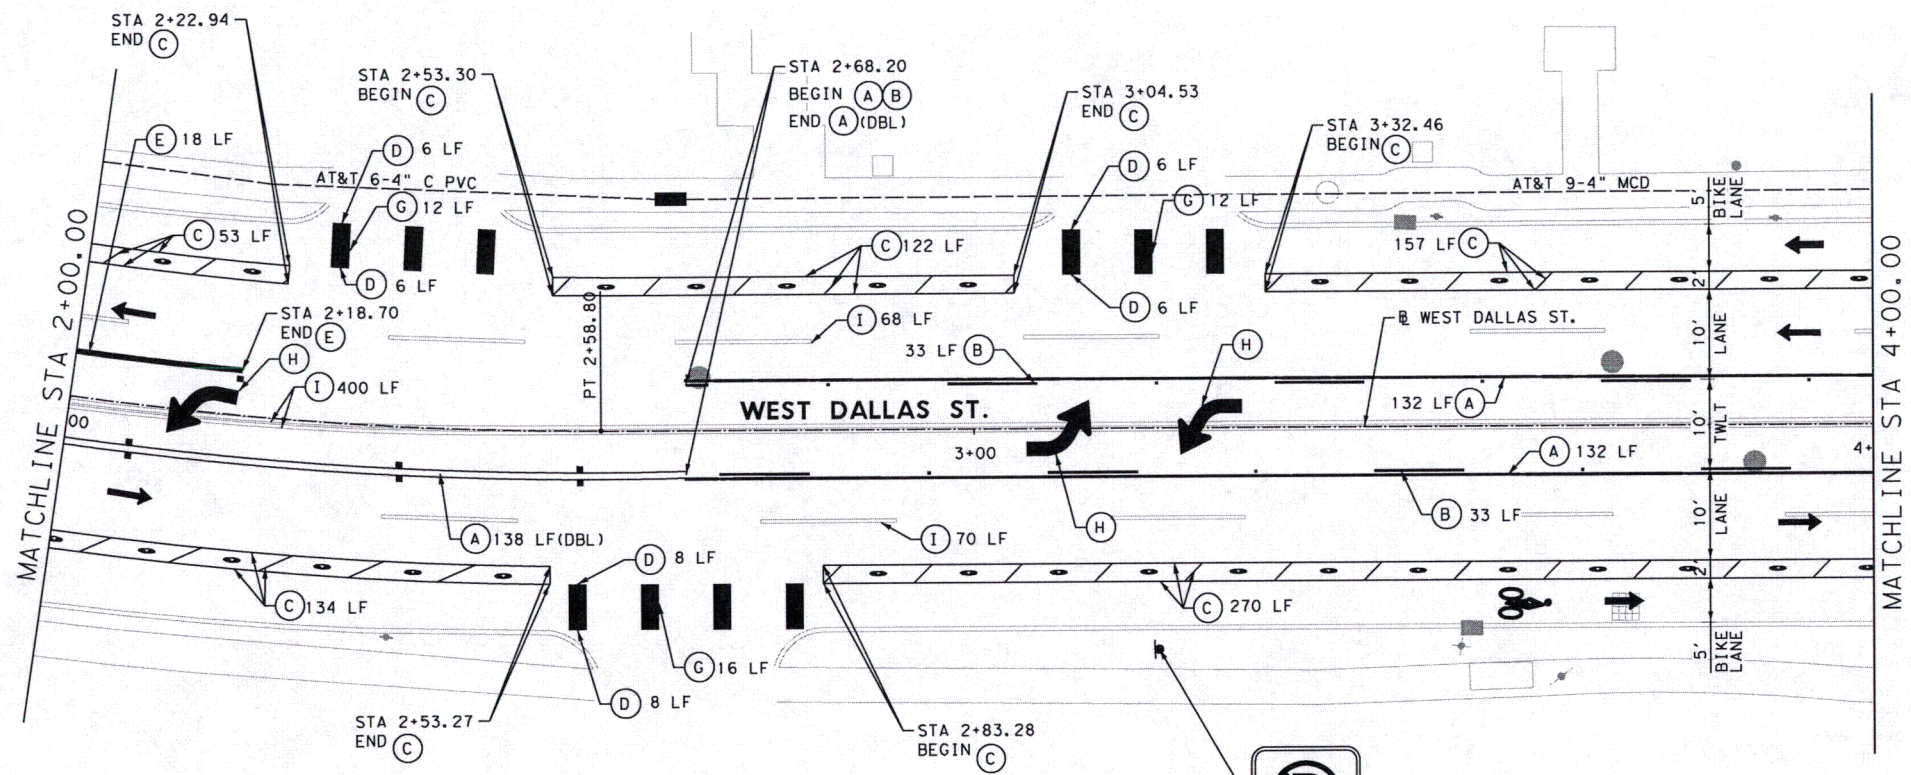 STA 2+22.94
END C
STA 2+53.30
BEGIN C
STA 2+68.20
BEGIN A B
END A (DBL)
STA 3+04.53
END C
STA 3+32.46
BEGIN C
E 18 LF
D 6 LF
AT&T 6-4" C PVC
G 12 LF
D 6 LF
G 12 LF
AT&T 9-4" MCD
5' BIKE LANE
C 53 LF
C 122 LF
157 LF C
D 6 LF
D 6 LF
2'
MATCHLINE STA 2+00.00
STA 2+18.70
END E
H
I 400 LF
PT 2+58.80
I 68 LF
33 LF B
H
B WEST DALLAS ST.
10' LANE
MATCHLINE STA 4+00.00
00
WEST DALLAS ST.
132 LF A
10' TWLT
3+00
A 132 LF
4+
A 138 LF(DBL)
I 70 LF
H
B 33 LF
10' LANE
D 8 LF
2'
C 134 LF
C 270 LF
G 16 LF
5' BIKE LANE
D 8 LF
STA 2+53.27
END C
STA 2+83.28
BEGIN C